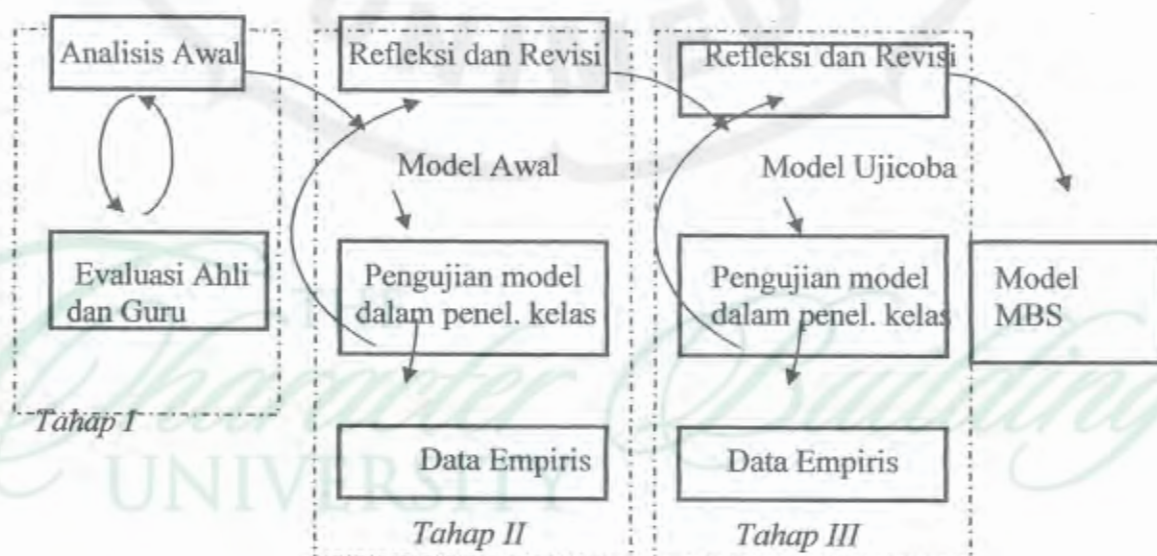 Analisis Awal
Evaluasi Ahli
dan Guru
Tahap I
Refleksi dan Revisi
Model Awal
Pengujian model
dalam penel. kelas
Data Empiris
Tahap II
Refleksi dan Revisi
Model Ujicoba
Pengujian model
dalam penel. kelas
Data Empiris
Tahap III
Model
MBS
Character Building
UNIVERSITY